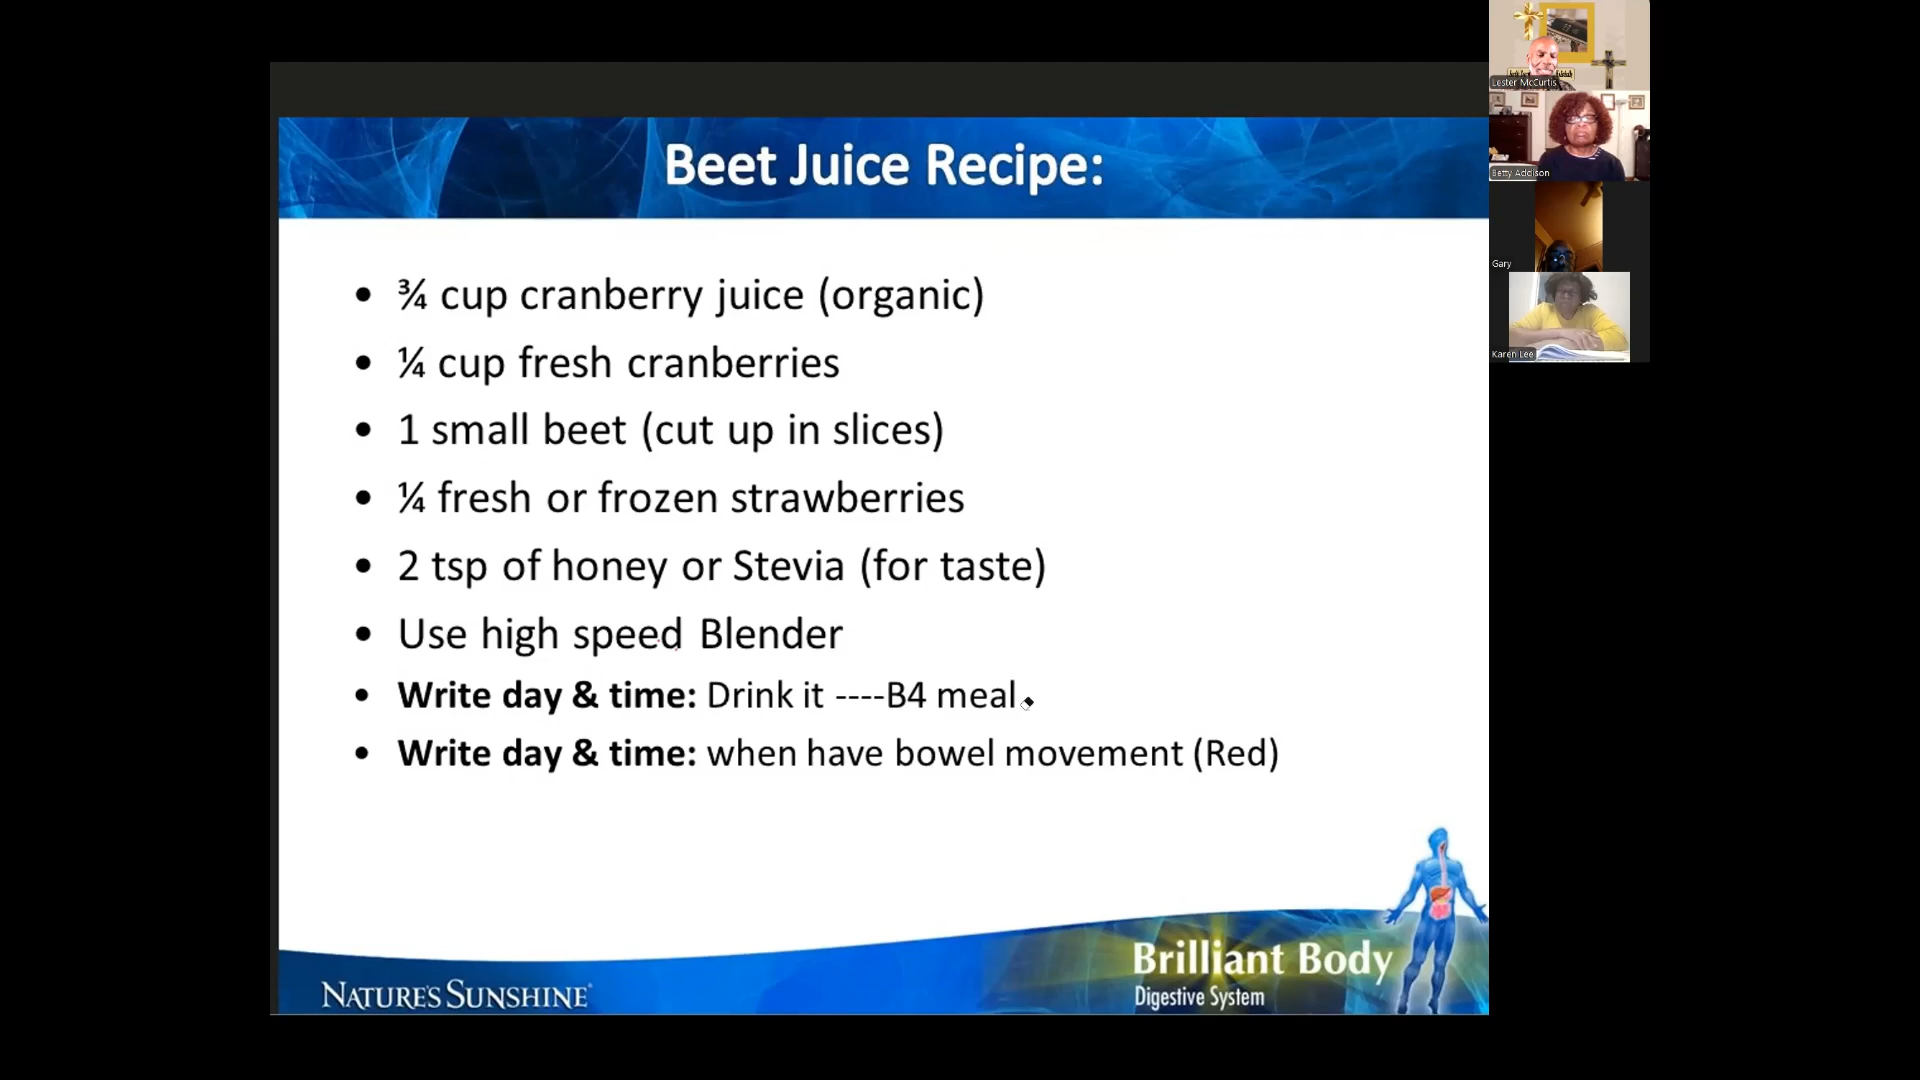 Beet Juice Recipe:
• ¾ cup cranberry juice (organic)
• ¼ cup fresh cranberries
• 1 small beet (cut up in slices)
• ¼ fresh or frozen strawberries
• 2 tsp of honey or Stevia (for taste)
• Use high speed Blender
• Write day & time: Drink it ----B4 meal
• Write day & time: when have bowel movement (Red)
Brilliant Body
Digestive System
NATURE'S SUNSHINE
Lester McCurtis
Betty Addison
Gary
Karen Lee